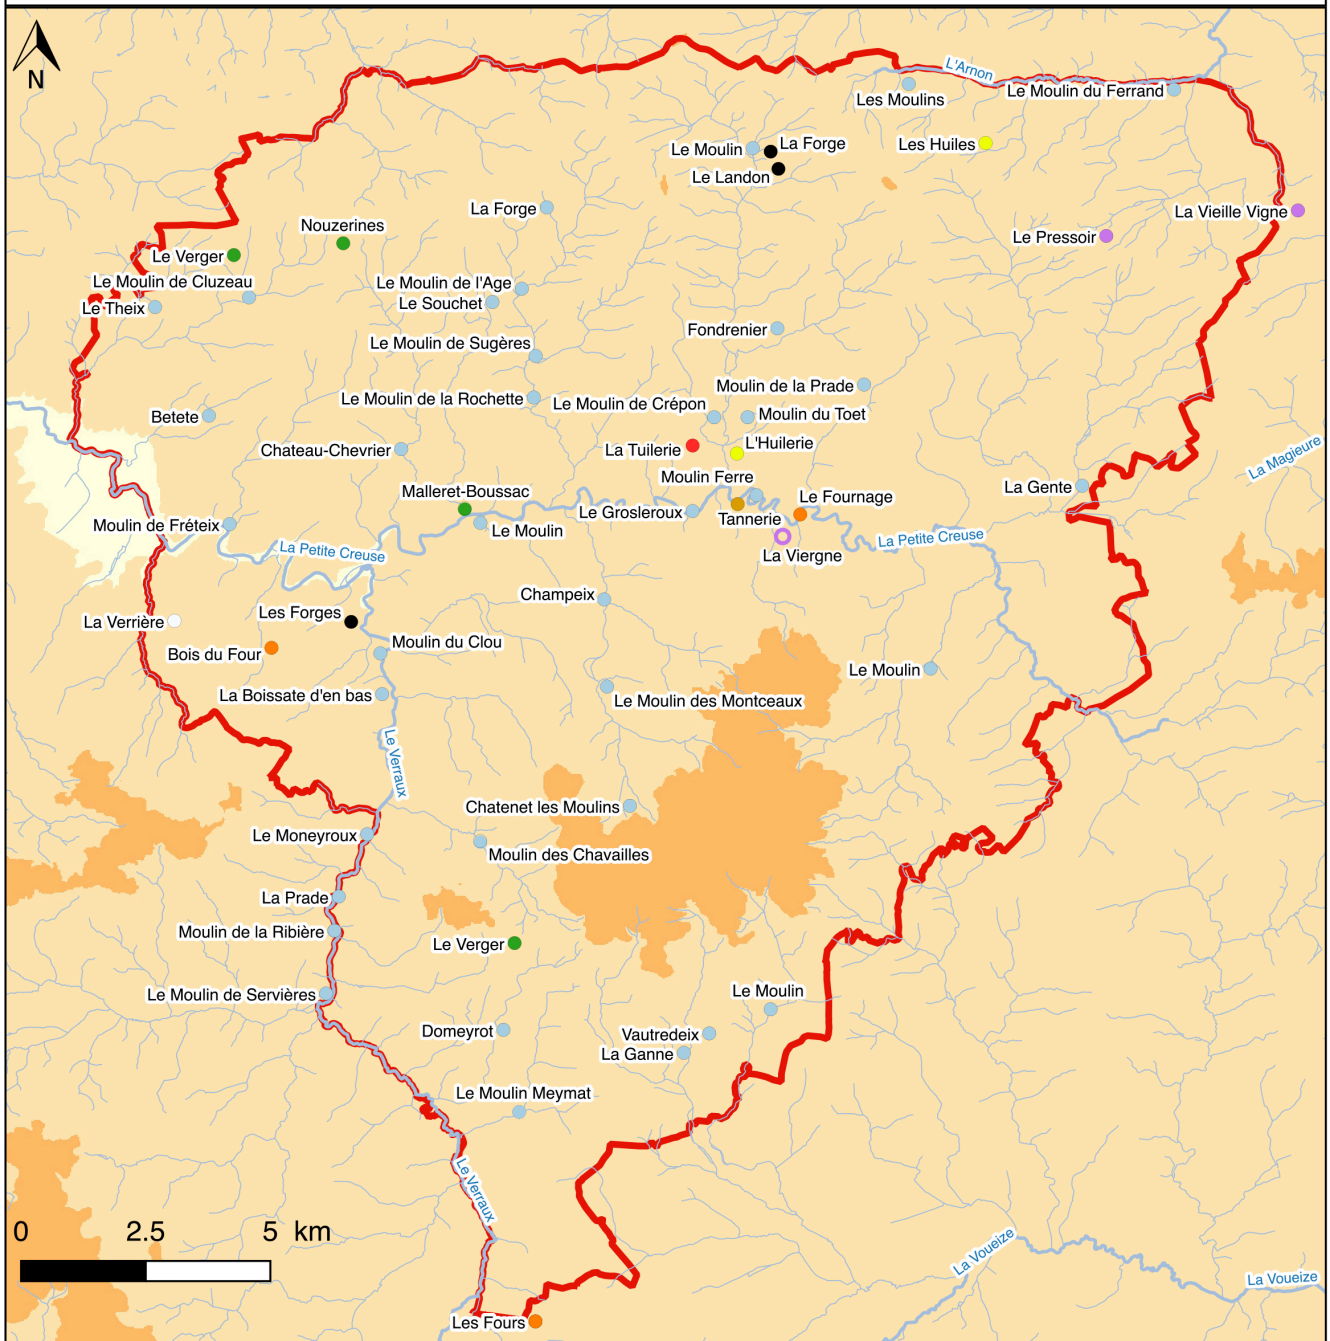 N
L'Arnon
Les Moulins
Le Moulin du Ferrand
Le Moulin
La Forge
Les Huiles
Le Landon
La Forge
La Vieille Vigne
Nouzerines
Le Pressoir
Le Verger
Le Moulin de Cluzeau
Le Moulin de l'Age
Le Souchet
Le Theix
Fondrenier
Le Moulin de Sugères
Moulin de la Prade
Le Moulin de la Rochette
Le Moulin de Crépon
Moulin du Toet
Betete
Chateau-Chevrier
La Tuilerie
L'Huilerie
La Magieure
Moulin Ferre
La Gente
Malleret-Boussac
Le Fournage
Le Grosleroux
Tannerie
Moulin de Fréteix
Le Moulin
La Petite Creuse
La Petite Creuse
La Viergne
Champeix
Les Forges
La Verrière
Moulin du Clou
Bois du Four
Le Moulin
La Boissate d'en bas
Le Moulin des Montceaux
Le Verraux
Chatenet les Moulins
Le Moneyroux
Moulin des Chavailles
La Prade
Moulin de la Ribière
Le Verger
Le Moulin de Servières
Le Moulin
Domeyrot
Vautredeix
La Ganne
Le Moulin Meymat
Le Verraux
0 2.5 5 km
La Voueize
La Voueize
Les Fours